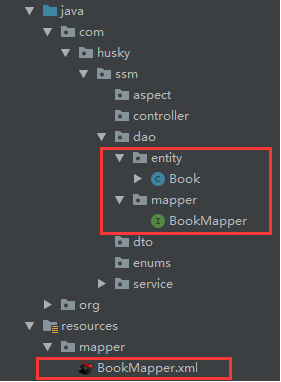 java
com
husky
ssm
aspect
controller
dao
entity
C Book
mapper
I BookMapper
dto
enums
service
org
resources
mapper
BookMapper.xml